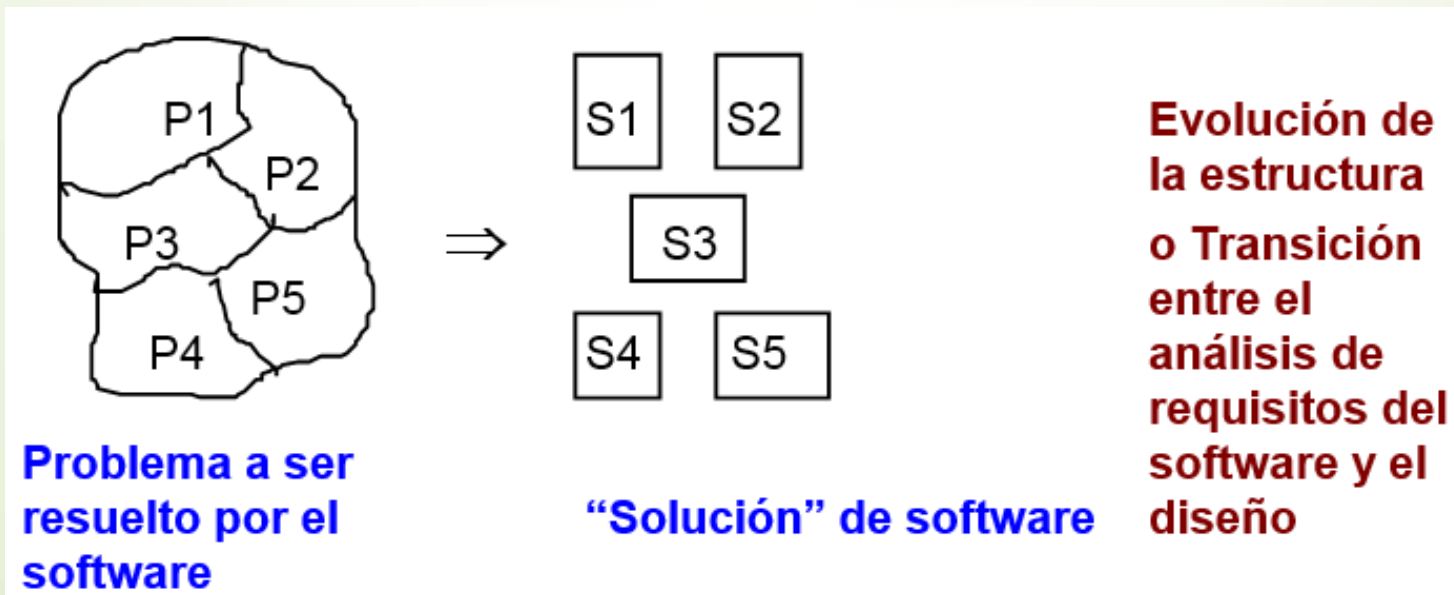 P1
P2
P3
P5
P4
⇒
S1
S2
S3
S4
S5
Problema a ser
resuelto por el
software
“Solución” de software
Evolución de
la estructura
o Transición
entre el
análisis de
requisitos del
software y el
diseño